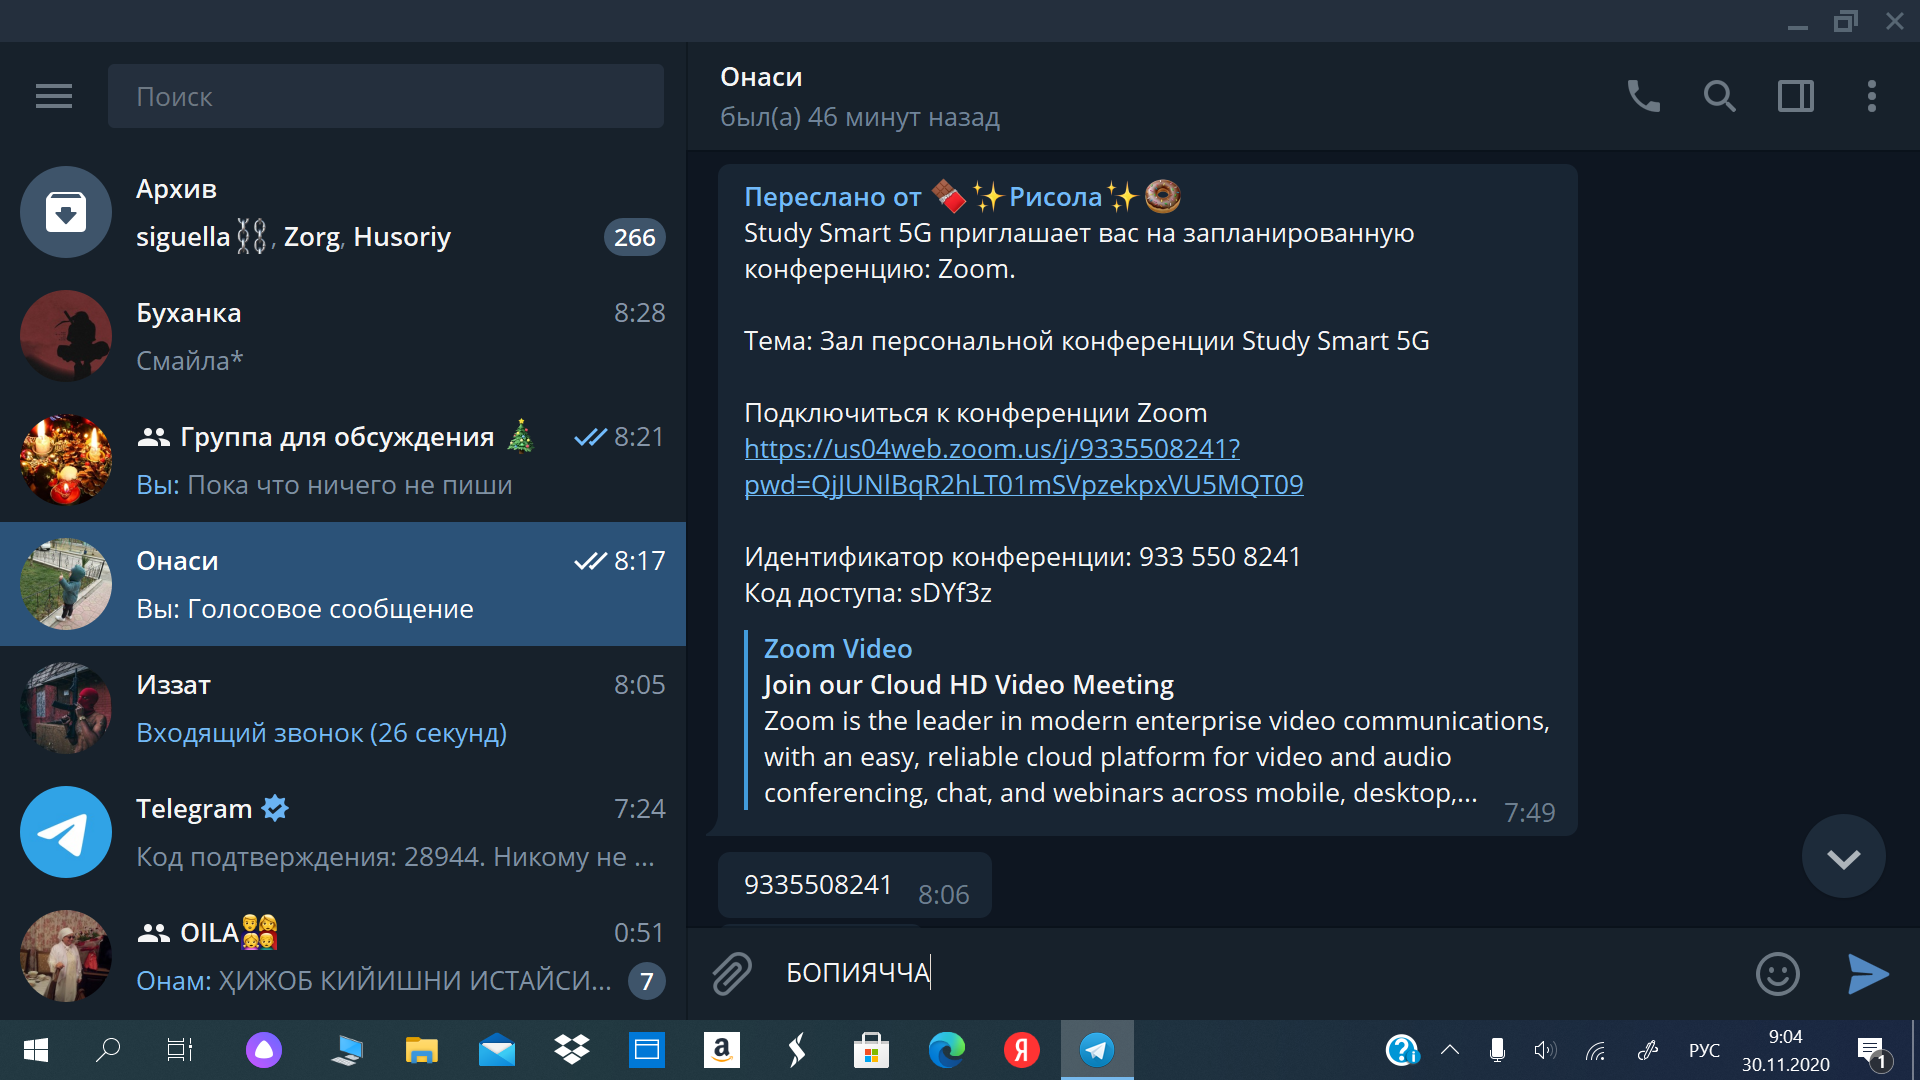 Поиск
Архив
siguella⛓️⛓️, Zorg, Husoriy
266
Буханка
8:28
Смайла*
Группа для обсуждения 🎄
8:21
Вы: Пока что ничего не пиши
Онаси
8:17
Вы: Голосовое сообщение
Иззат
8:05
Входящий звонок (26 секунд)
Telegram
7:24
Код подтверждения: 28944. Никому не ...
OILA👨‍👩‍👧‍👦
0:51
Онам: ҲИЖОБ КИЙИШНИ ИСТАЙСИ...
7
Онаси
был(а) 46 минут назад
Переслано от 🍫✨Рисола✨🍩
Study Smart 5G приглашает вас на запланированную
конференцию: Zoom.
Тема: Зал персональной конференции Study Smart 5G
Подключиться к конференции Zoom
https://us04web.zoom.us/j/9335508241?
pwd=QjJUNlBqR2hLT01mSVpzekpxVU5MQT09
Идентификатор конференции: 933 550 8241
Код доступа: sDYf3z
Zoom Video
Join our Cloud HD Video Meeting
Zoom is the leader in modern enterprise video communications,
with an easy, reliable cloud platform for video and audio
conferencing, chat, and webinars across mobile, desktop,...
7:49
9335508241
8:06
БОПИЯЧЧА
РУС
9:04
30.11.2020
1